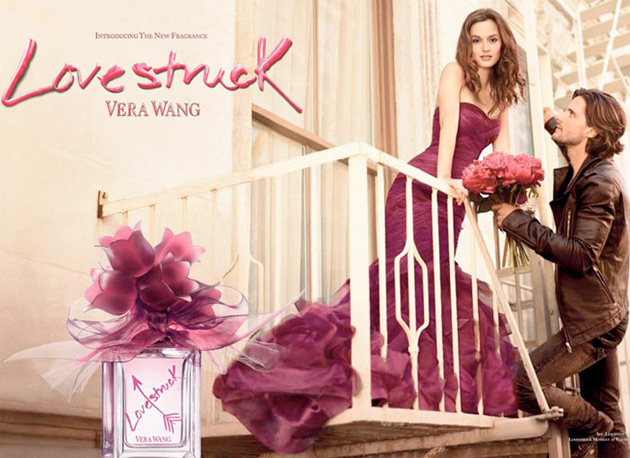 INTRODUCING THE NEW FRAGRANCE
Lovestruck
VERA WANG
Lovestruck
VERA WANG